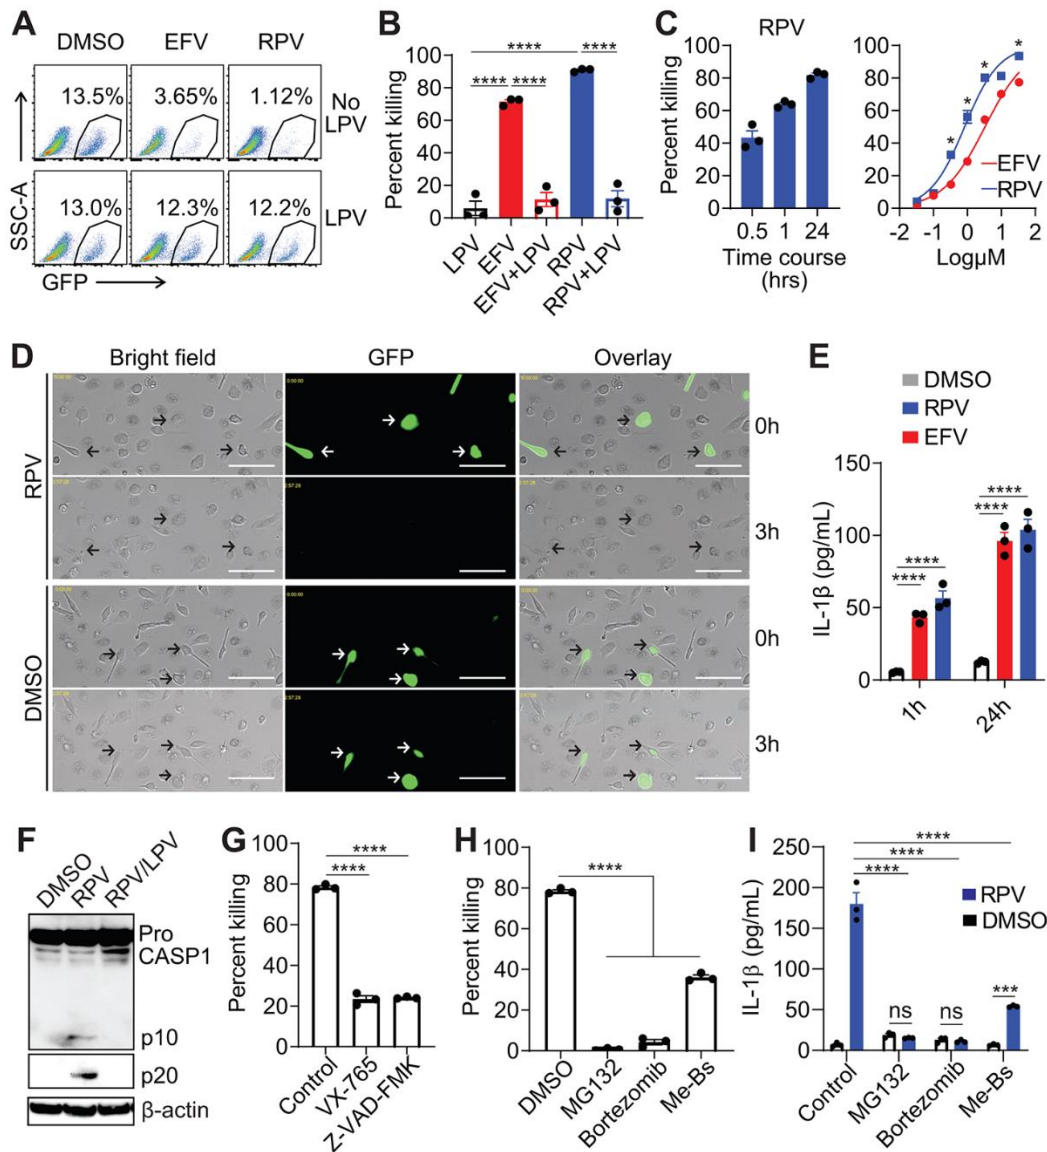 A
DMSO EFV RPV
13.5% 3.65% 1.12%
No
LPV
13.0% 12.3% 12.2%
LPV
SSC-A
GFP
B
Percent killing
100
80
60
40
20
0
**** ****
**** ****
LPV
EFV
EFV+LPV
RPV
RPV+LPV
C
RPV
Percent killing
100
80
60
40
20
0
0.5 1 24
Time course
(hrs)
100
80
60
40
20
0
* * * * *
EFV
RPV
-2 -1 0 1 2
LogµM
D
Bright field GFP Overlay
RPV
0h
3h
DMSO
0h
3h
E
DMSO
RPV
EFV
IL-1β (pg/mL)
150
100
50
0
****
****
****
****
1h
24h
F
DMSO
RPV
RPV/LPV
Pro
CASP1
p10
p20
β-actin
G
Percent killing
100
80
60
40
20
0
****
****
Control
VX-765
Z-VAD-FMK
H
Percent killing
100
80
60
40
20
0
****
DMSO
MG132
Bortezomib
Me-Bs
I
IL-1β (pg/mL)
250
200
150
100
50
0
****
****
****
RPV
DMSO
ns ns ***
Control
MG132
Bortezomib
Me-Bs